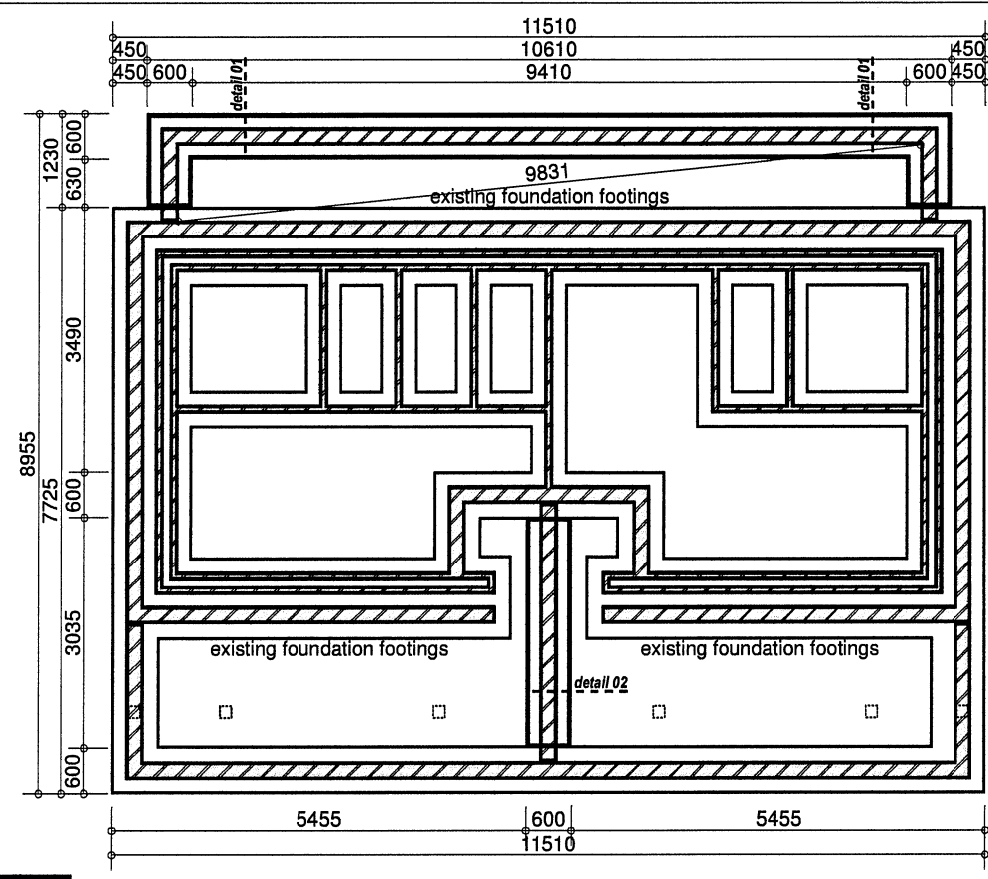 11510
450 10610 450
450 600 9410 600 450
detail 01
detail 01
600
1230
630
9831
existing foundation footings
3490
8955
7725
600
3035
existing foundation footings
existing foundation footings
detail 02
600
5455 600 5455
11510